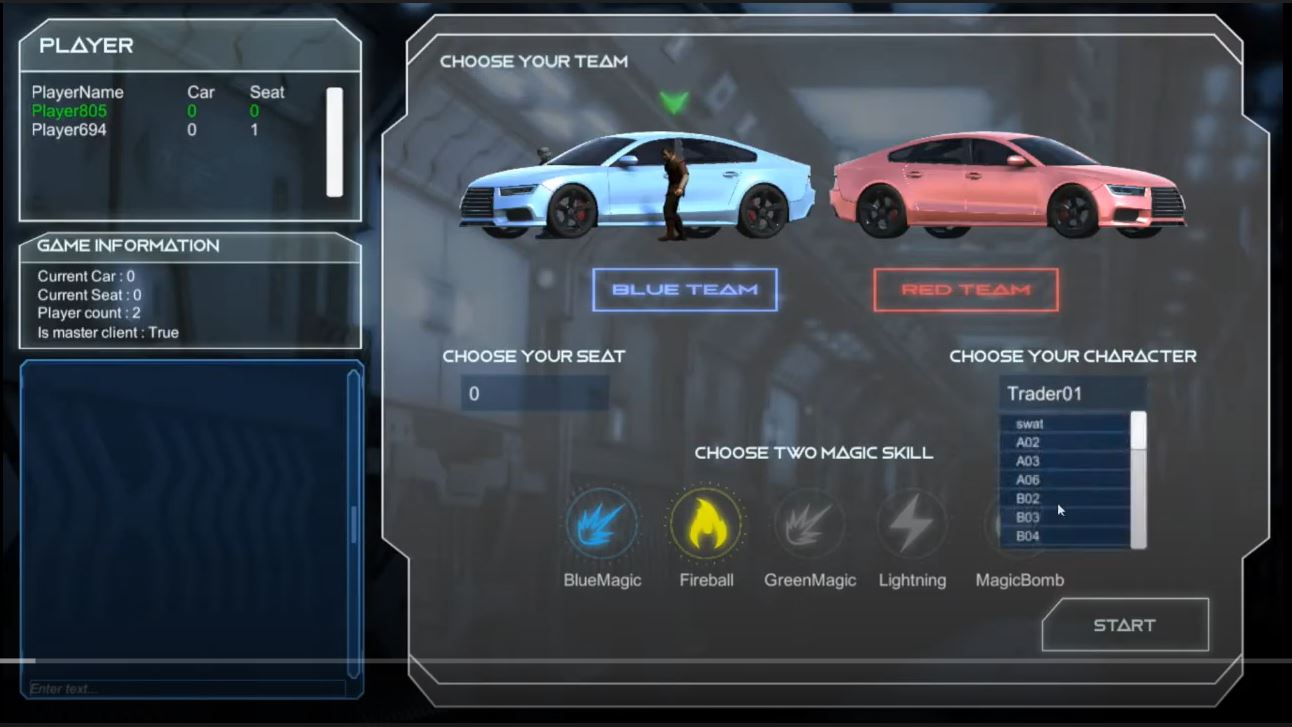 PLAYER
PlayerName Car Seat
Player805 0 0
Player694 0 1
GAME INFORMATION
Current Car : 0
Current Seat : 0
Player count : 2
Is master client : True
Enter text...
CHOOSE YOUR TEAM
BLUE TEAM
RED TEAM
CHOOSE YOUR SEAT
0
CHOOSE YOUR CHARACTER
Trader01
swat
A02
A03
A06
B02
B03
B04
CHOOSE TWO MAGIC SKILL
BlueMagic
Fireball
GreenMagic
Lightning
MagicBomb
START